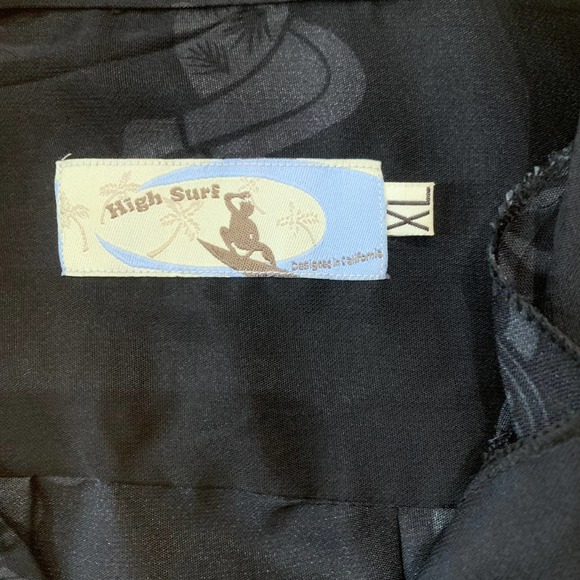 High Surf
Designed in California
XL